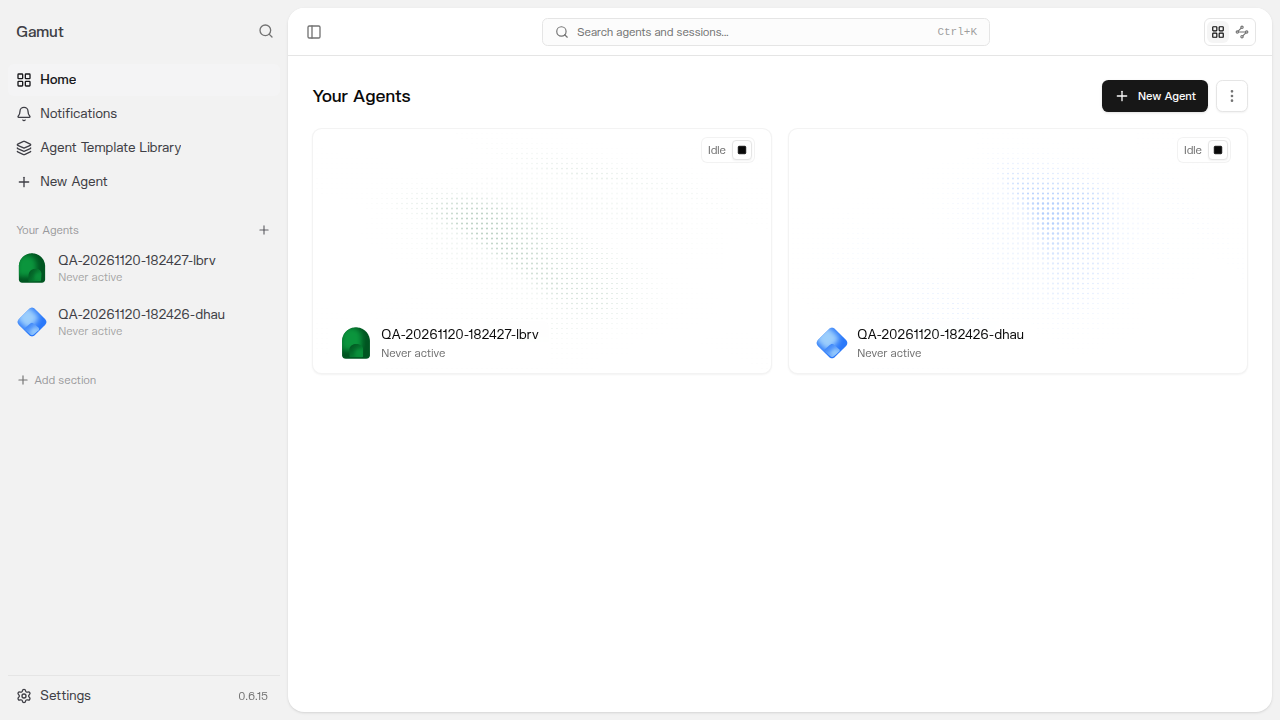 Gamut
Home
Notifications
Agent Template Library
New Agent
Your Agents
QA-20261120-182427-lbrv
Never active
QA-20261120-182426-dhau
Never active
Add section
Settings
0.6.15
Search agents and sessions...
Ctrl+K
Your Agents
New Agent
Idle
QA-20261120-182427-lbrv
Never active
Idle
QA-20261120-182426-dhau
Never active